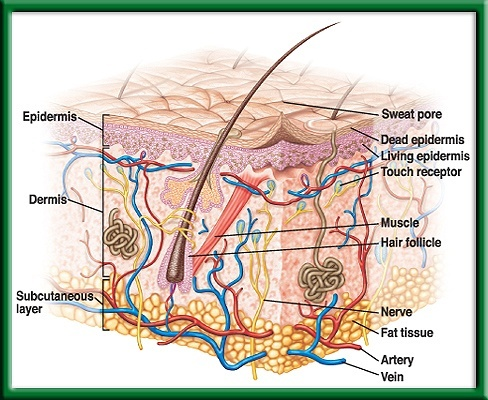 Epidermis
Dermis
Subcutaneous
layer
Sweat pore
Dead epidermis
Living epidermis
Touch receptor
Muscle
Hair follicle
Nerve
Fat tissue
Artery
Vein